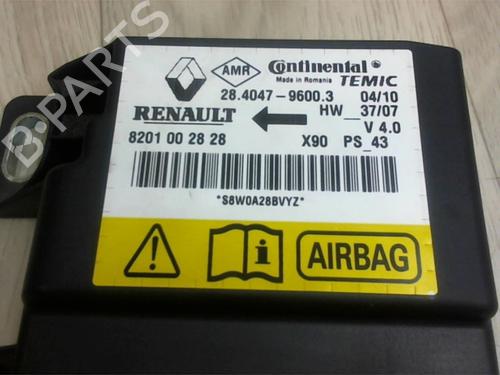 B-PARTS
AMR Continental
Made in Romania TEMIC
28.4047-9600.3 04/10
RENAULT HW__37/07
V 4.0
8201 00 28 28 X90 PS_43
*S8W0A28BVYZ*
AIRBAG